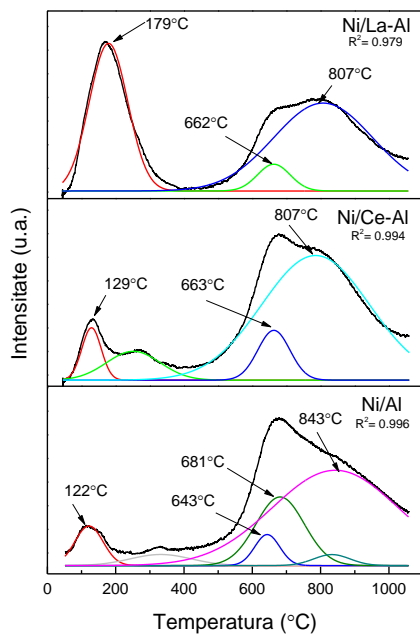 179°C
Ni/La-Al
R²= 0.979
807°C
662°C
807°C
Ni/Ce-Al
R²= 0.994
129°C
663°C
Ni/Al
843°C
R²= 0.996
681°C
122°C
643°C
Intensitate (u.a.)
0 200 400 600 800 1000
Temperatura (°C)